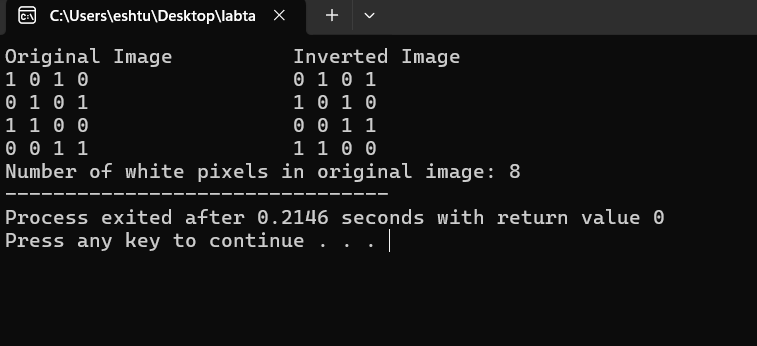 C:\Users\eshtu\Desktop\labta
Original Image          Inverted Image
1 0 1 0                 0 1 0 1
0 1 0 1                 1 0 1 0
1 1 0 0                 0 0 1 1
0 0 1 1                 1 1 0 0
Number of white pixels in original image: 8
--------------------------------
Process exited after 0.2146 seconds with return value 0
Press any key to continue . . .